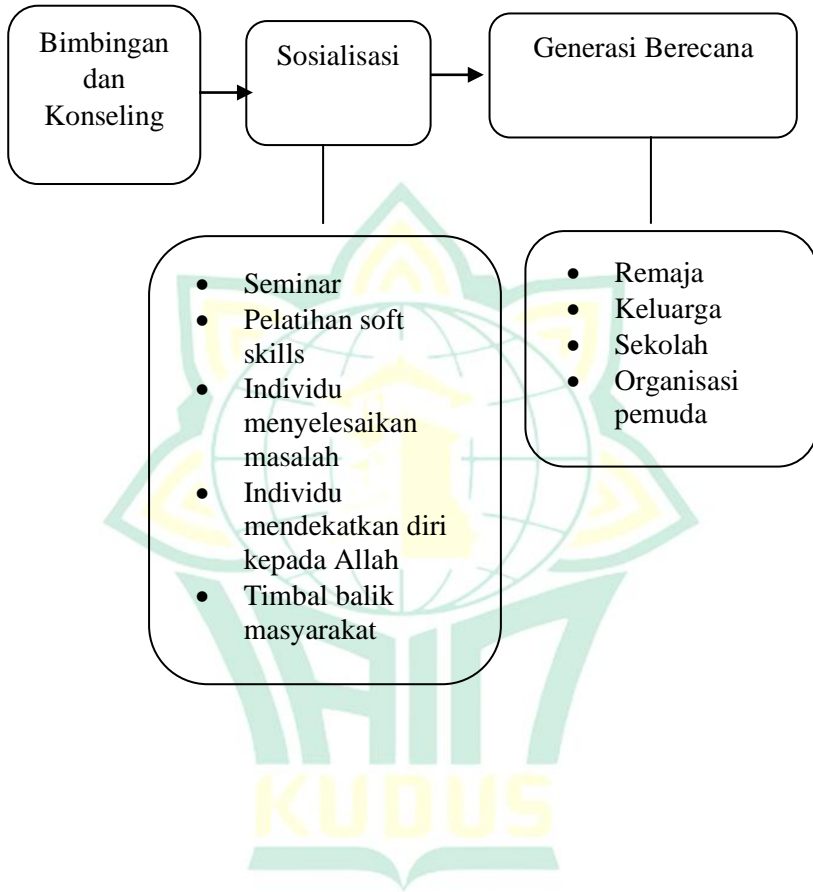 Bimbingan
dan
Konseling
Sosialisasi
Generasi Berecana
• Seminar
• Pelatihan soft
skills
• Individu
menyelesaikan
masalah
• Individu
mendekatkan diri
kepada Allah
• Timbal balik
masyarakat
• Remaja
• Keluarga
• Sekolah
• Organisasi
pemuda
IAIN
KUDUS